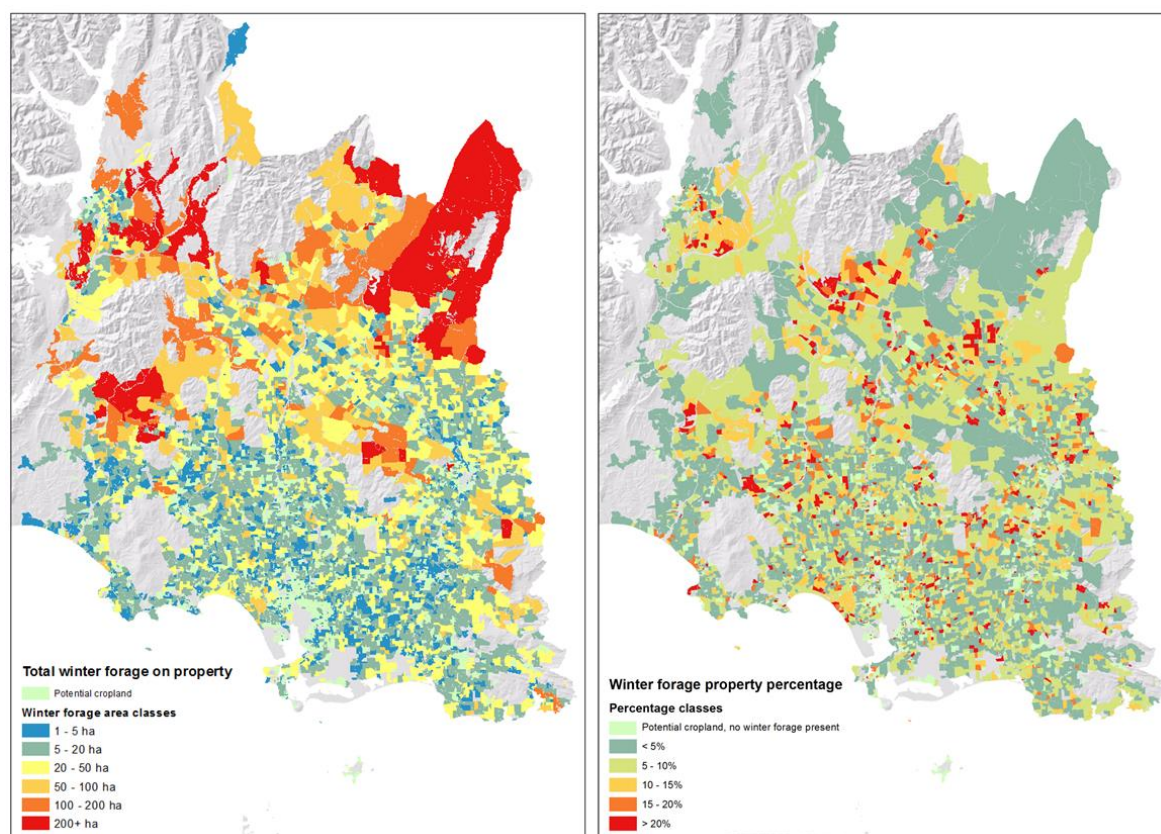 Total winter forage on property
Potential cropland
Winter forage area classes
1 - 5 ha
5 - 20 ha
20 - 50 ha
50 - 100 ha
100 - 200 ha
200+ ha
Winter forage property percentage
Percentage classes
Potential cropland, no winter forage present
< 5%
5 - 10%
10 - 15%
15 - 20%
> 20%